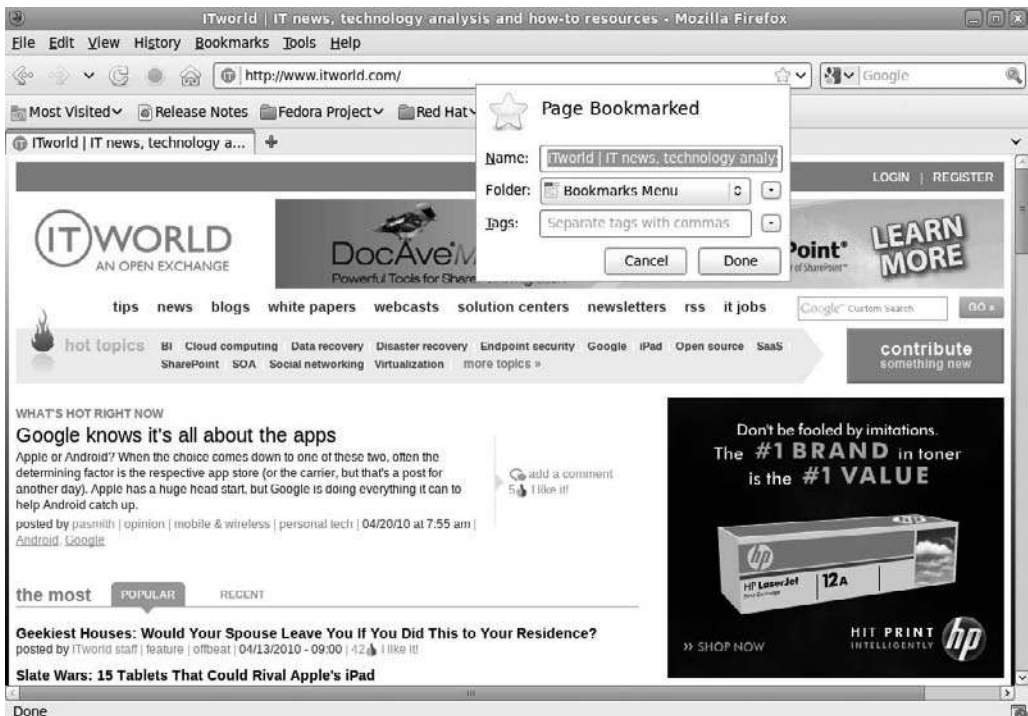 ITworld | IT news, technology analysis and how-to resources - Mozilla Firefox
File Edit View History Bookmarks Tools Help
http://www.itworld.com/
Google
Most Visited Release Notes Fedora Project Red Hat
ITworld | IT news, technology a...
Page Bookmarked
Name: ITworld | IT news, technology analy
Folder: Bookmarks Menu
Tags: Separate tags with commas
Cancel Done
LOGIN | REGISTER
IT WORLD
AN OPEN EXCHANGE
DocAve
Powerful Tools for Share
Point®
of SharePoint™
LEARN MORE
tips news blogs white papers webcasts solution centers newsletters rss it jobs
Google™ Custom Search GO »
hot topics
BI Cloud computing Data recovery Disaster recovery Endpoint security Google iPad Open source SaaS
SharePoint SOA Social networking Virtualization more topics »
contribute
something new
WHAT'S HOT RIGHT NOW
Google knows it's all about the apps
Apple or Android? When the choice comes down to one of these two, often the
determining factor is the respective app store (or the carrier, but that's a post for
another day). Apple has a huge head start, but Google is doing everything it can to
help Android catch up.
posted by pasmith | opinion | mobile & wireless | personal tech | 04/20/10 at 7:55 am |
Android, Google
add a comment
5 I like it!
Don't be fooled by imitations.
The #1 BRAND in toner
is the #1 VALUE
hp
HP LaserJet 12A
>> SHOP NOW
HIT PRINT
INTELLIGENTLY
hp
the most POPULAR RECENT
Geekiest Houses: Would Your Spouse Leave You If You Did This to Your Residence?
posted by ITworld staff | feature | offbeat | 04/13/2010 - 09:00 | 42 I like it!
Slate Wars: 15 Tablets That Could Rival Apple's iPad
Done